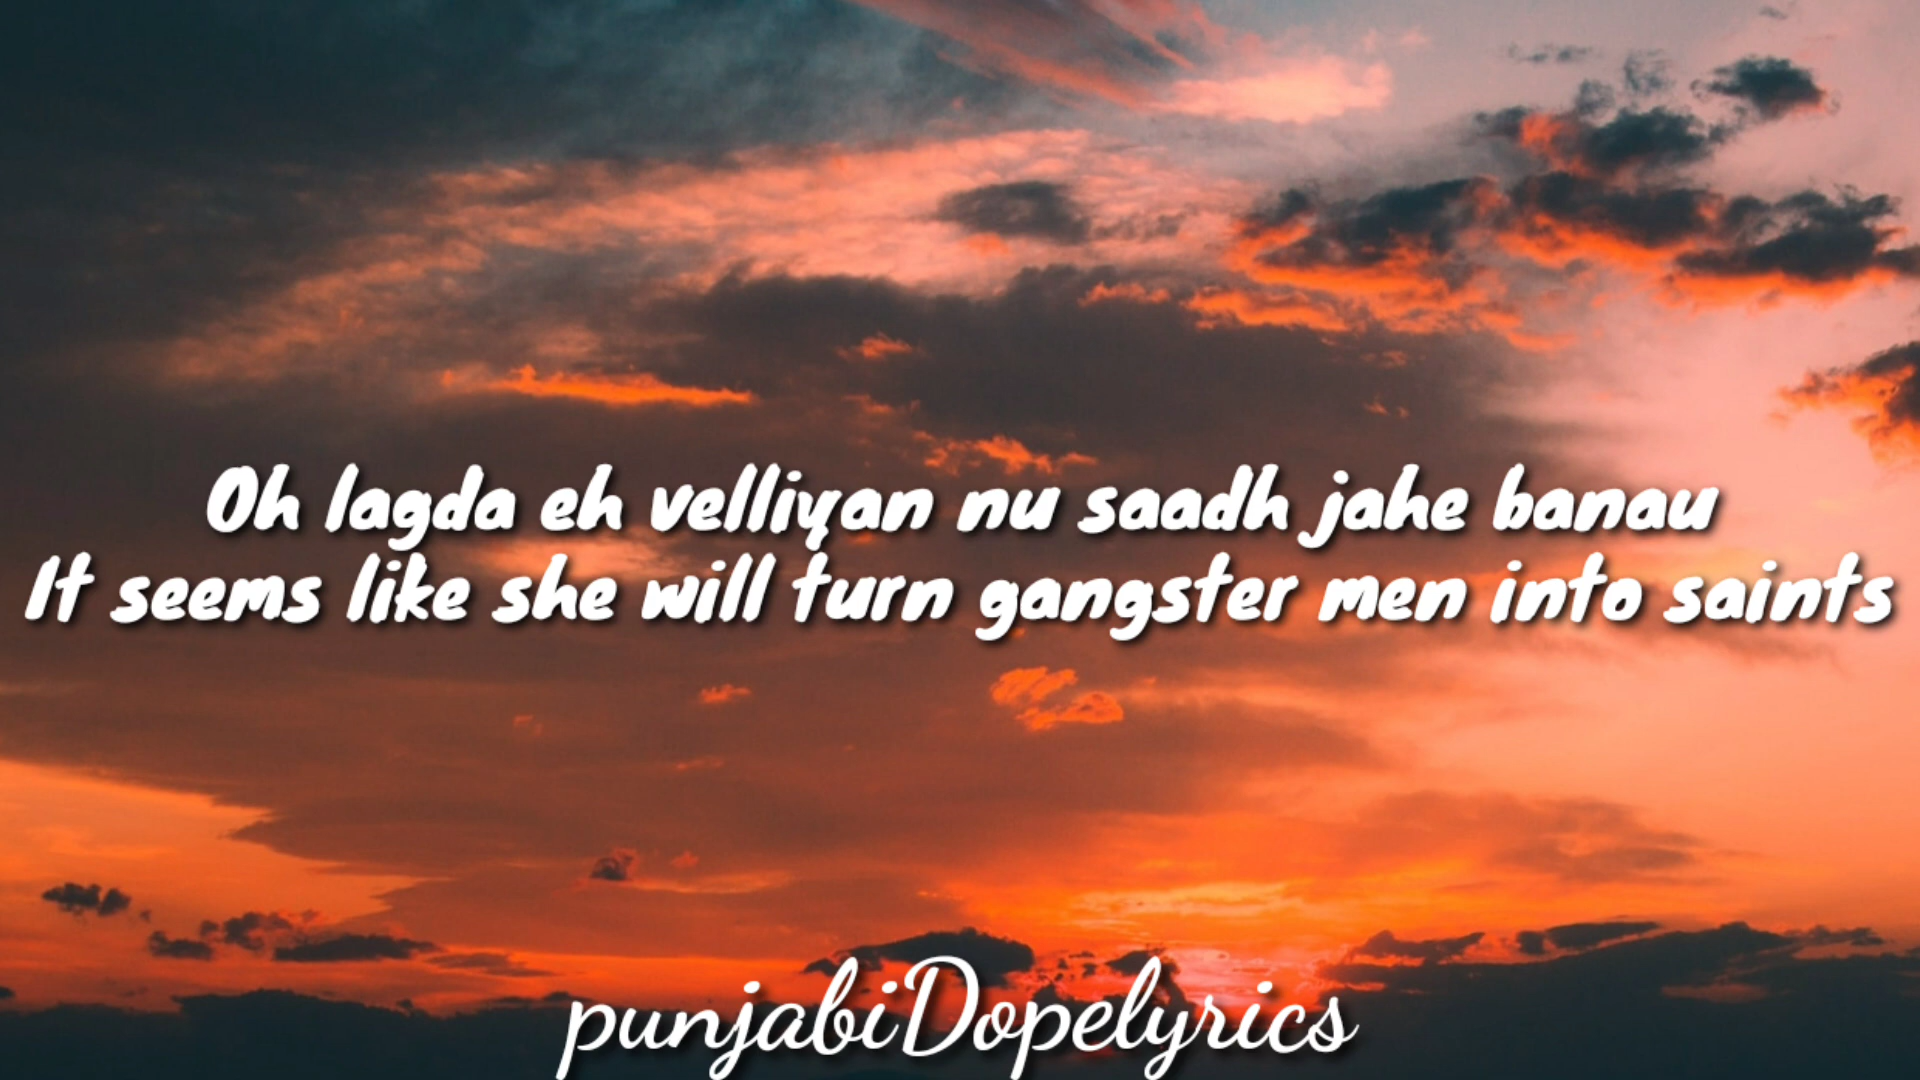 Oh lagda eh velliyan nu saadh jahe banau
It seems like she will turn gangster men into saints
punjabiDopelyrics